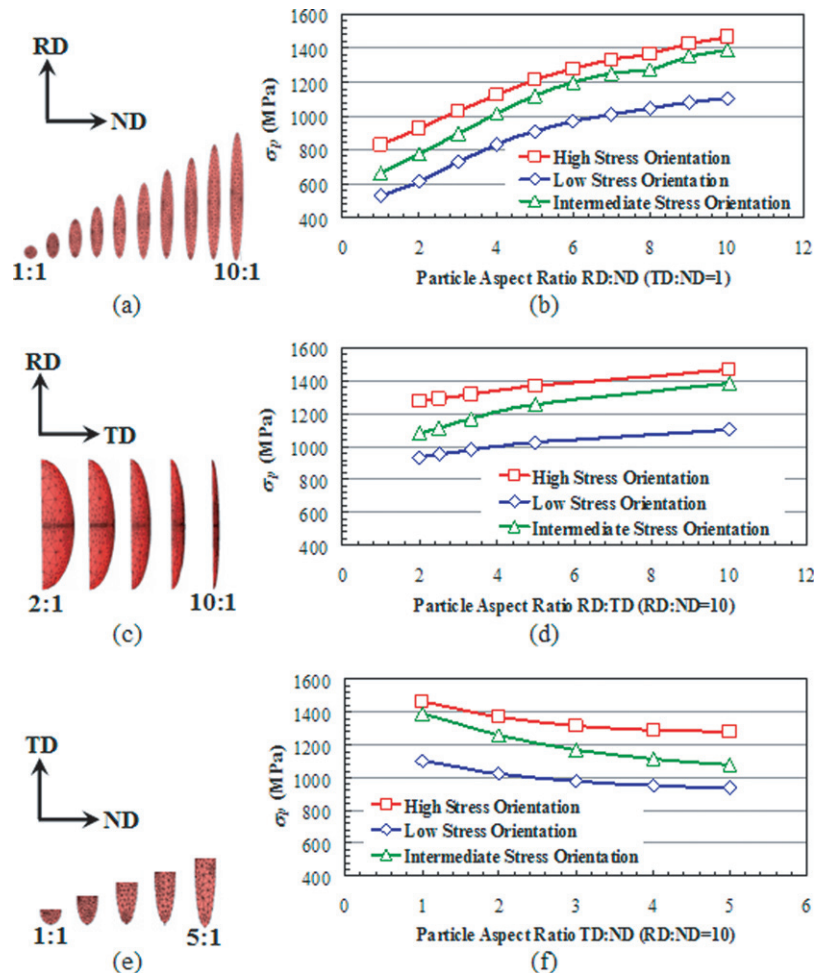 RD
ND
1:1
10:1
(a)
1600
1400
1200
1000
800
600
400
σp (MPa)
High Stress Orientation
Low Stress Orientation
Intermediate Stress Orientation
0 2 4 6 8 10 12
Particle Aspect Ratio RD:ND (TD:ND=1)
(b)
RD
TD
2:1
10:1
(c)
1600
1400
1200
1000
800
600
400
σp (MPa)
High Stress Orientation
Low Stress Orientation
Intermediate Stress Orientation
0 2 4 6 8 10 12
Particle Aspect Ratio RD:TD (RD:ND=10)
(d)
TD
ND
1:1
5:1
(e)
1600
1400
1200
1000
800
600
400
σp (MPa)
High Stress Orientation
Low Stress Orientation
Intermediate Stress Orientation
0 1 2 3 4 5 6
Particle Aspect Ratio TD:ND (RD:ND=10)
(f)